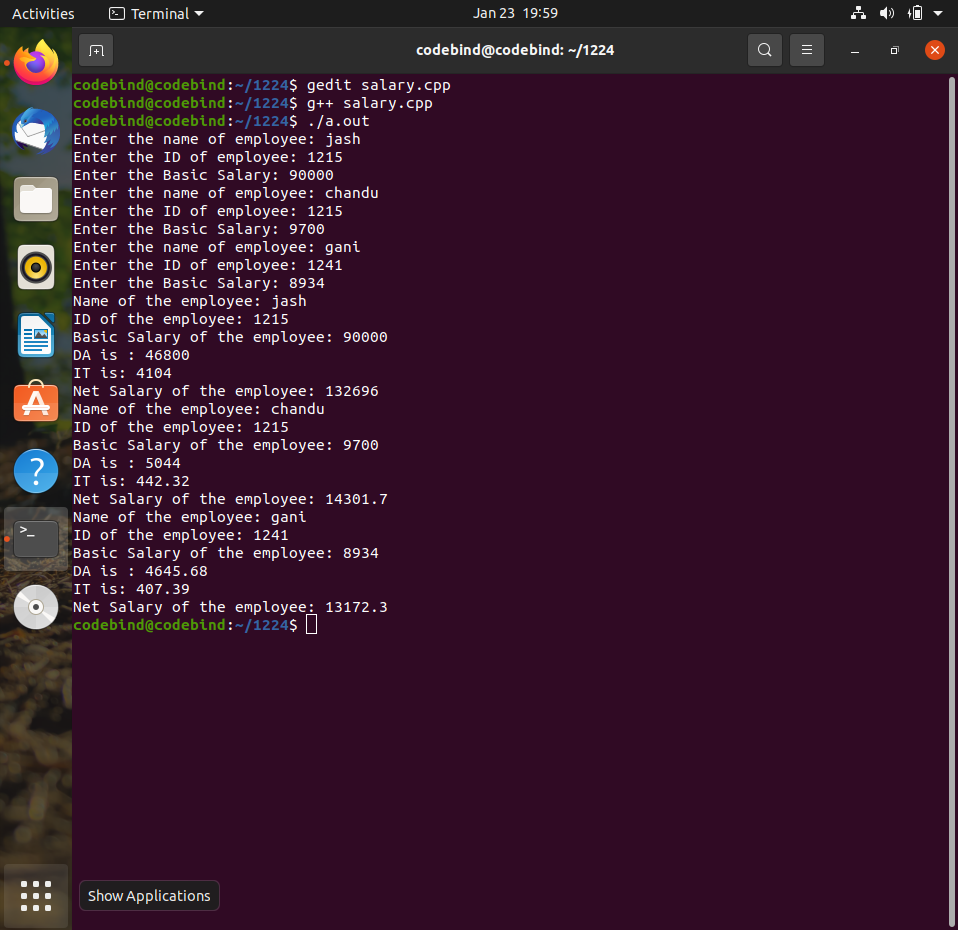 Activities
Terminal
Jan 23 19:59
codebind@codebind: ~/1224
codebind@codebind:~/1224$ gedit salary.cpp
codebind@codebind:~/1224$ g++ salary.cpp
codebind@codebind:~/1224$ ./a.out
Enter the name of employee: jash
Enter the ID of employee: 1215
Enter the Basic Salary: 90000
Enter the name of employee: chandu
Enter the ID of employee: 1215
Enter the Basic Salary: 9700
Enter the name of employee: gani
Enter the ID of employee: 1241
Enter the Basic Salary: 8934
Name of the employee: jash
ID of the employee: 1215
Basic Salary of the employee: 90000
DA is : 46800
IT is: 4104
Net Salary of the employee: 132696
Name of the employee: chandu
ID of the employee: 1215
Basic Salary of the employee: 9700
DA is : 5044
IT is: 442.32
Net Salary of the employee: 14301.7
Name of the employee: gani
ID of the employee: 1241
Basic Salary of the employee: 8934
DA is : 4645.68
IT is: 407.39
Net Salary of the employee: 13172.3
codebind@codebind:~/1224$
Show Applications